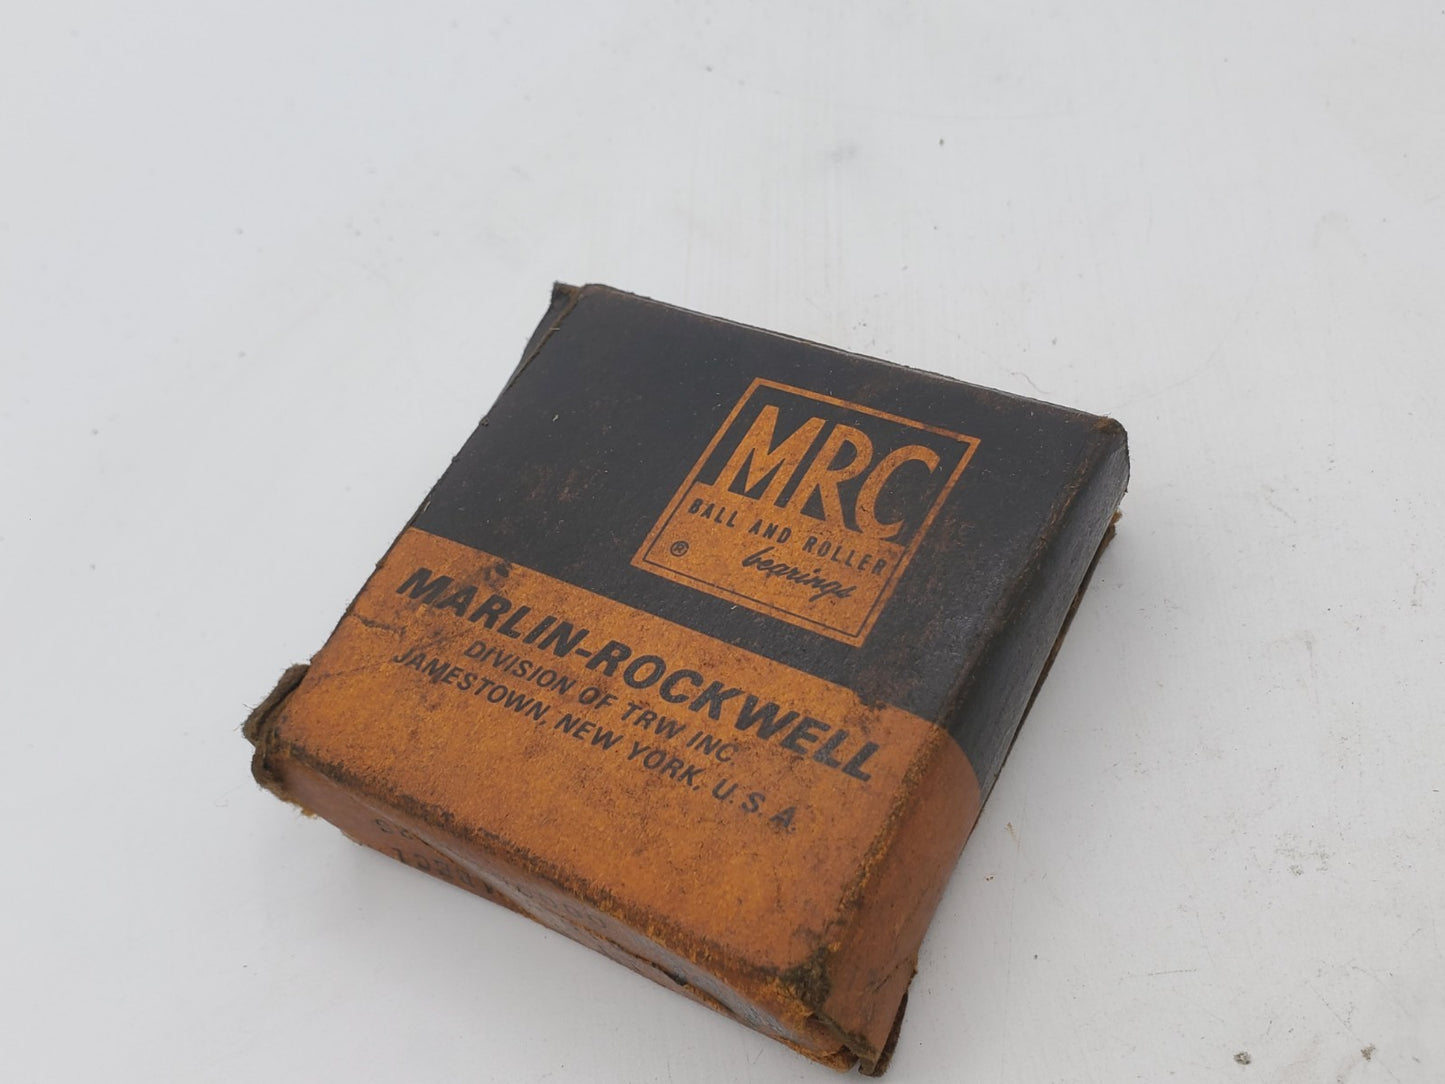 MRC
BALL AND ROLLER
bearings
®
MARLIN-ROCKWELL
DIVISION OF TRW INC.
JAMESTOWN, NEW YORK, U.S.A.